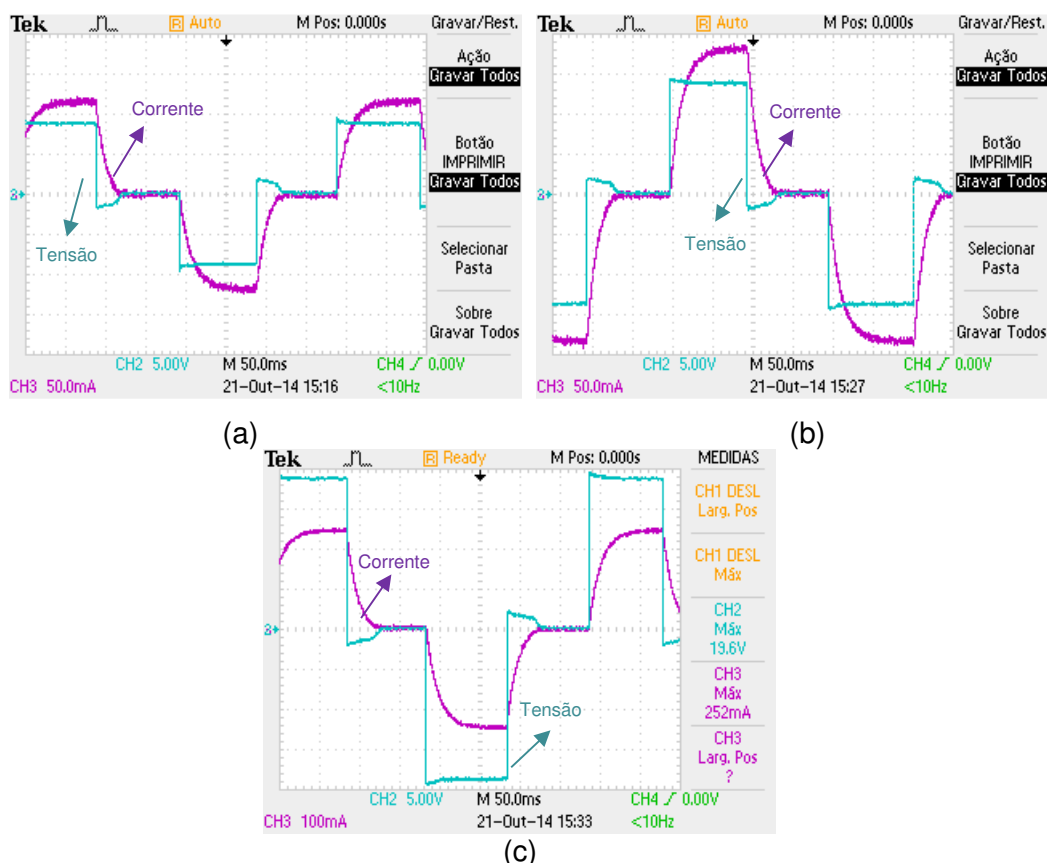 Tek R Auto M Pos: 0.000s Gravar/Rest.
Ação
Gravar Todos
Corrente
Botão
IMPRIMIR
Gravar Todos
Tensão
Selecionar
Pasta
Sobre
Gravar Todos
CH2 5.00V M 50.0ms CH4 / 0.00V
CH3 50.0mA 21-Out-14 15:16 <10Hz
(a)
Tek R Auto M Pos: 0.000s Gravar/Rest.
Ação
Gravar Todos
Corrente
Botão
IMPRIMIR
Gravar Todos
Tensão
Selecionar
Pasta
Sobre
Gravar Todos
CH2 5.00V M 50.0ms CH4 / 0.00V
CH3 50.0mA 21-Out-14 15:27 <10Hz
(b)
Tek R Ready M Pos: 0.000s MEDIDAS
CH1 DESL
Larg. Pos
CH1 DESL
Máx
Corrente
CH2
Máx
19.6V
CH3
Máx
252mA
Tensão
CH3
Larg. Pos
?
CH2 5.00V M 50.0ms CH4 / 0.00V
CH3 100mA 21-Out-14 15:33 <10Hz
(c)